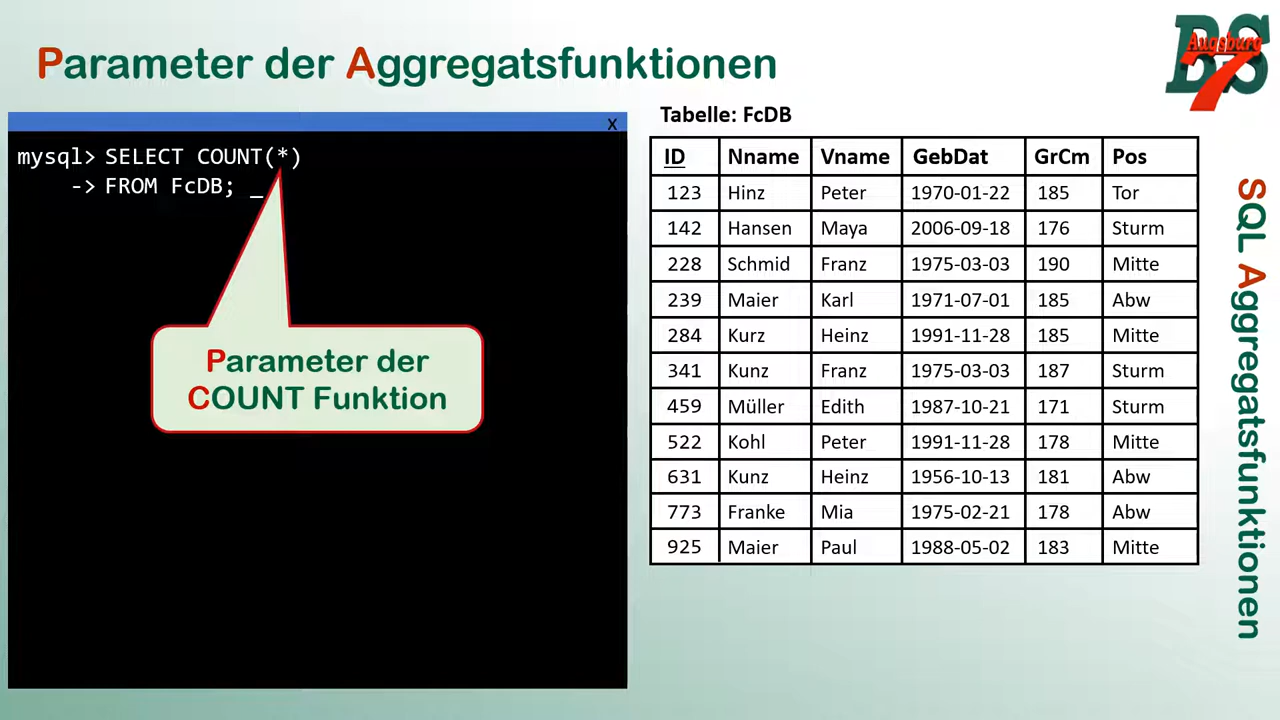 Parameter der Aggregatsfunktionen
BS
Augsburg
7
X
mysql> SELECT COUNT(*)
-> FROM FcDB; _
Parameter der
COUNT Funktion
Tabelle: FcDB
ID Nname Vname GebDat GrCm Pos
123 Hinz Peter 1970-01-22 185 Tor
142 Hansen Maya 2006-09-18 176 Sturm
228 Schmid Franz 1975-03-03 190 Mitte
239 Maier Karl 1971-07-01 185 Abw
284 Kurz Heinz 1991-11-28 185 Mitte
341 Kunz Franz 1975-03-03 187 Sturm
459 Müller Edith 1987-10-21 171 Sturm
522 Kohl Peter 1991-11-28 178 Mitte
631 Kunz Heinz 1956-10-13 181 Abw
773 Franke Mia 1975-02-21 178 Abw
925 Maier Paul 1988-05-02 183 Mitte
SQL Aggregatsfunktionen